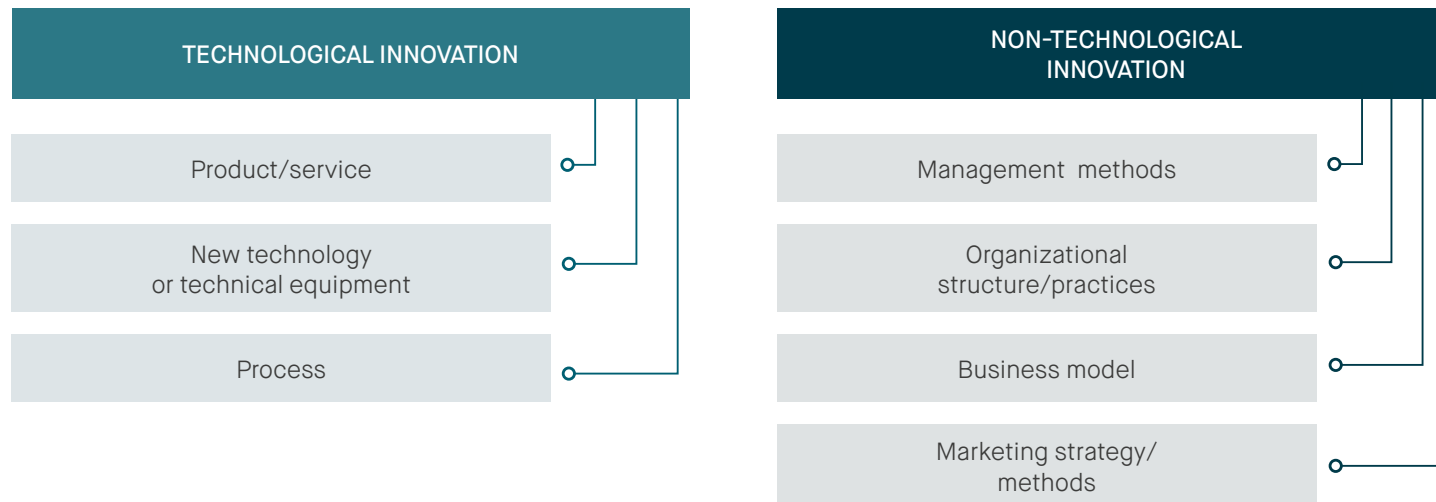 TECHNOLOGICAL INNOVATION
Product/service
New technology
or technical equipment
Process
NON-TECHNOLOGICAL
INNOVATION
Management methods
Organizational
structure/practices
Business model
Marketing strategy/
methods